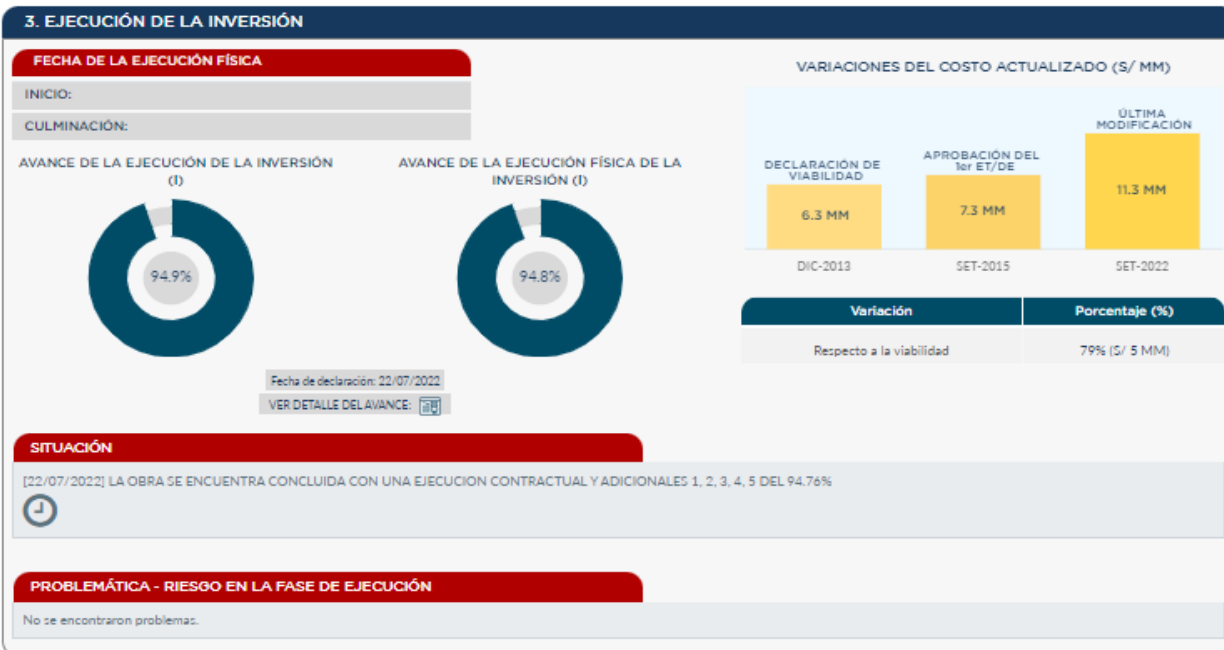 3. EJECUCIÓN DE LA INVERSIÓN
FECHA DE LA EJECUCIÓN FÍSICA
INICIO:
CULMINACIÓN:
AVANCE DE LA EJECUCIÓN DE LA INVERSIÓN
(I)
94.9%
AVANCE DE LA EJECUCIÓN FÍSICA DE LA
INVERSIÓN (I)
94.8%
Fecha de declaración: 22/07/2022
VER DETALLE DEL AVANCE:
VARIACIONES DEL COSTO ACTUALIZADO (S/ MM)
DECLARACIÓN DE
VIABILIDAD
6.3 MM
DIC-2013
APROBACIÓN DEL
1er ET/DE
7.3 MM
SET-2015
ÚLTIMA
MODIFICACIÓN
11.3 MM
SET-2022
Variación Porcentaje (%)
Respecto a la viabilidad 79% (S/ 5 MM)
SITUACIÓN
[22/07/2022] LA OBRA SE ENCUENTRA CONCLUIDA CON UNA EJECUCION CONTRACTUAL Y ADICIONALES 1, 2, 3, 4, 5 DEL 94.76%
PROBLEMÁTICA - RIESGO EN LA FASE DE EJECUCIÓN
No se encontraron problemas.